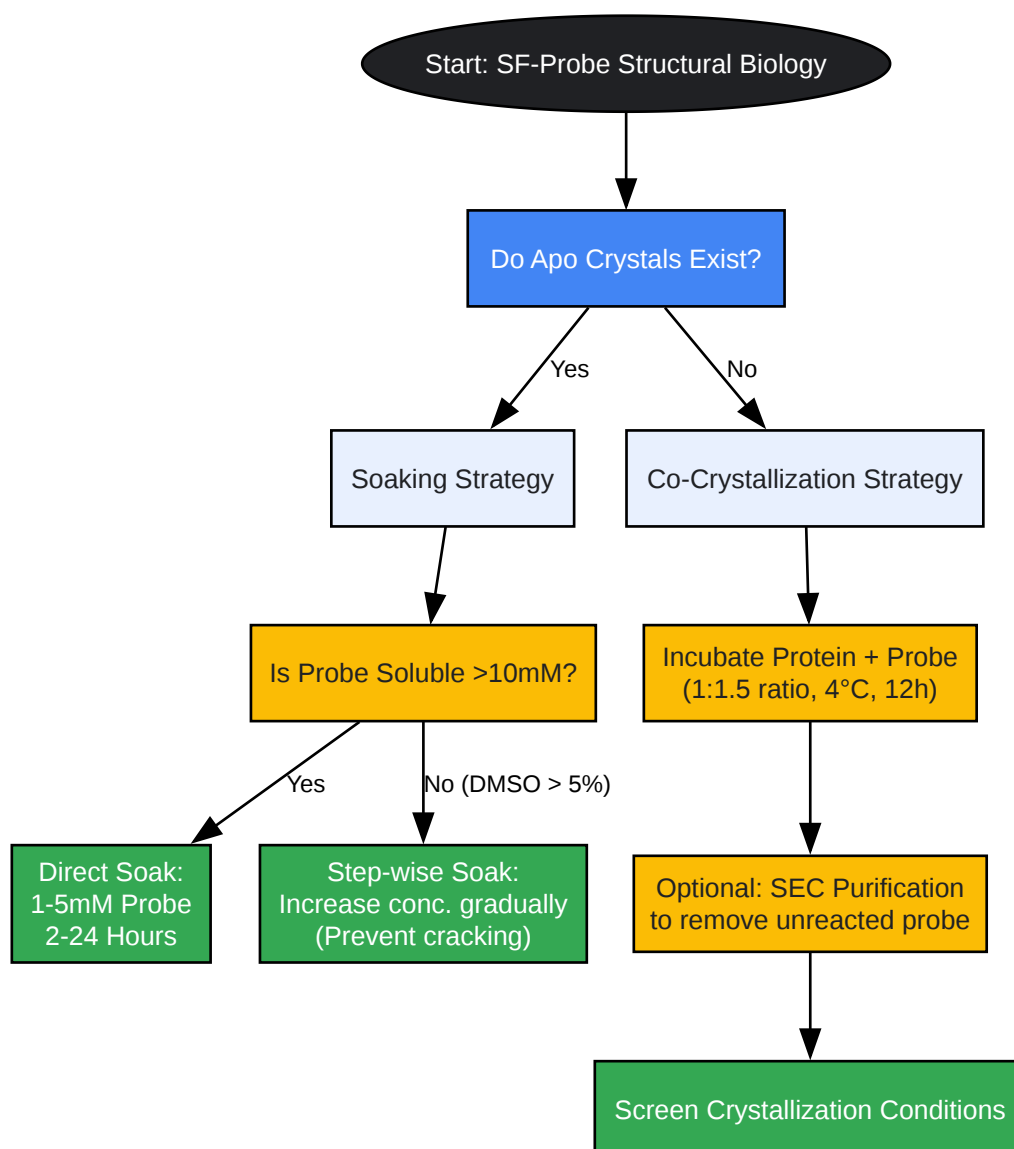 Start: SF-Probe Structural Biology
Do Apo Crystals Exist?
Yes
No
Soaking Strategy
Co-Crystallization Strategy
Is Probe Soluble >10mM?
Incubate Protein + Probe
(1:1.5 ratio, 4°C, 12h)
Yes
No (DMSO > 5%)
Direct Soak:
1-5mM Probe
2-24 Hours
Step-wise Soak:
Increase conc. gradually
(Prevent cracking)
Optional: SEC Purification
to remove unreacted probe
Screen Crystallization Conditions